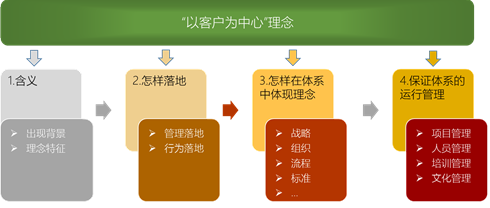 “以客户为中心”理念
1.含义
出现背景
理念特征
2.怎样落地
管理落地
行为落地
3.怎样在体系
中体现理念
战略
组织
流程
标准
...
4.保证体系的
运行管理
项目管理
人员管理
培训管理
文化管理